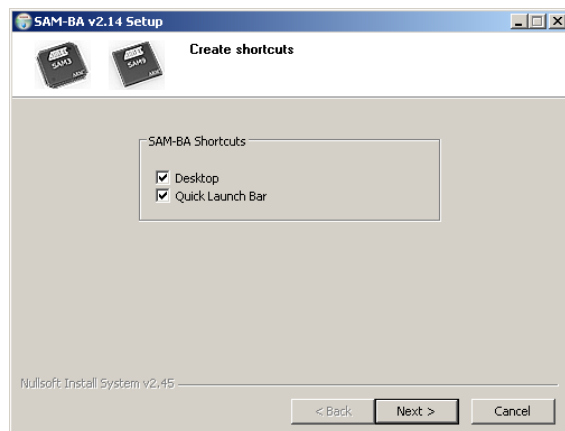 SAM-BA v2.14 Setup
Create shortcuts
SAM3
SAM9
SAM-BA Shortcuts
Desktop
Quick Launch Bar
Nullsoft Install System v2.45
< Back
Next >
Cancel